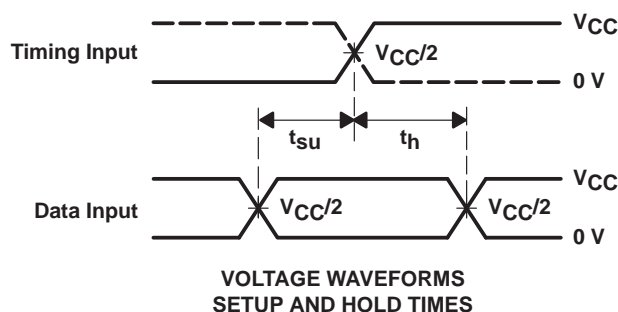 VCC
Timing Input
VCC/2
0 V
tsu
th
VCC
Data Input
VCC/2
VCC/2
0 V
VOLTAGE WAVEFORMS
SETUP AND HOLD TIMES